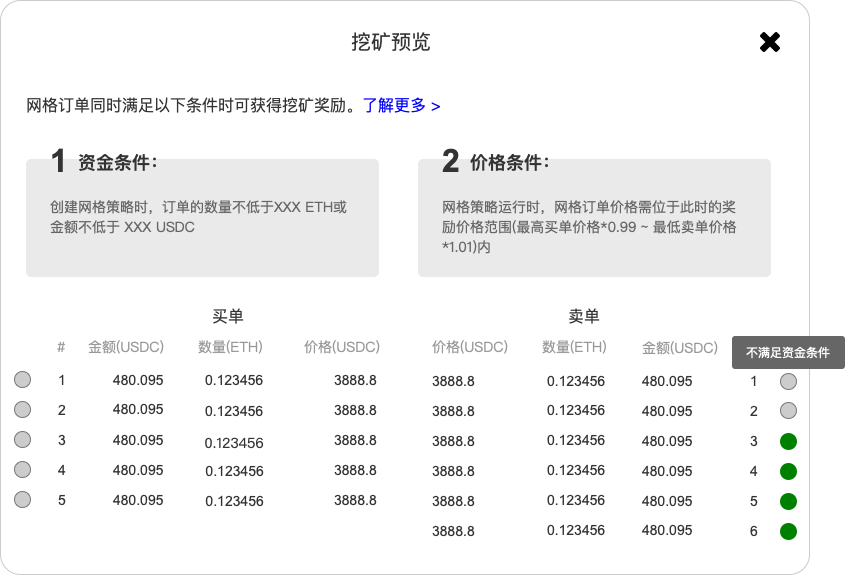 挖矿预览
网格订单同时满足以下条件时可获得挖矿奖励。了解更多 >
1 资金条件：
创建网格策略时，订单的数量不低于XXX ETH或
金额不低于 XXX USDC
2 价格条件：
网格策略运行时，网格订单价格需位于此时的奖
励价格范围(最高买单价格*0.99 ~ 最低卖单价格
*1.01)内
买单
# 金额(USDC) 数量(ETH) 价格(USDC)
1 480.095 0.123456 3888.8
2 480.095 0.123456 3888.8
3 480.095 0.123456 3888.8
4 480.095 0.123456 3888.8
5 480.095 0.123456 3888.8
卖单
价格(USDC) 数量(ETH) 金额(USDC)
不满足资金条件
3888.8 0.123456 480.095 1
3888.8 0.123456 480.095 2
3888.8 0.123456 480.095 3
3888.8 0.123456 480.095 4
3888.8 0.123456 480.095 5
3888.8 0.123456 480.095 6